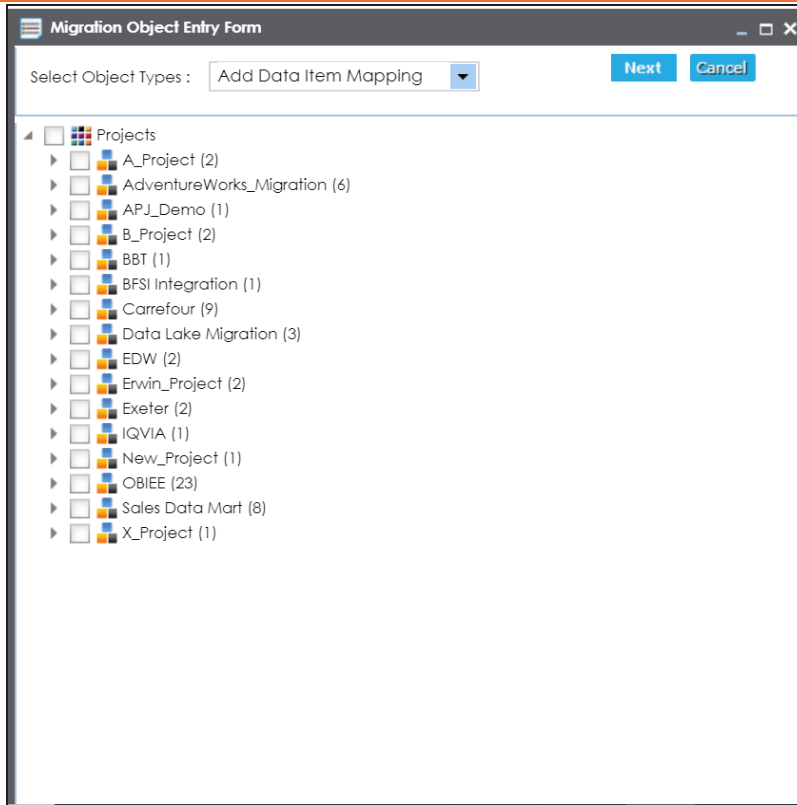 Migration Object Entry Form
Select Object Types : Add Data Item Mapping Next Cancel
Projects
A_Project (2)
AdventureWorks_Migration (6)
APJ_Demo (1)
B_Project (2)
BBT (1)
BFSI Integration (1)
Carrefour (9)
Data Lake Migration (3)
EDW (2)
Erwin_Project (2)
Exeter (2)
IQVIA (1)
New_Project (1)
OBIEE (23)
Sales Data Mart (8)
X_Project (1)